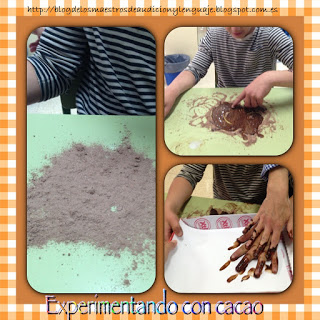 http://blogdelosmaestrosdeaudicionylenguaje.blogspot.com.es
Experimentando con cacao